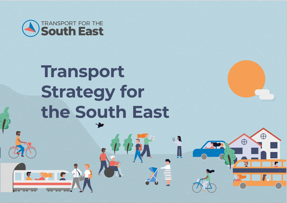 TRANSPORT FOR THE
South East
Transport
Strategy for
the South East